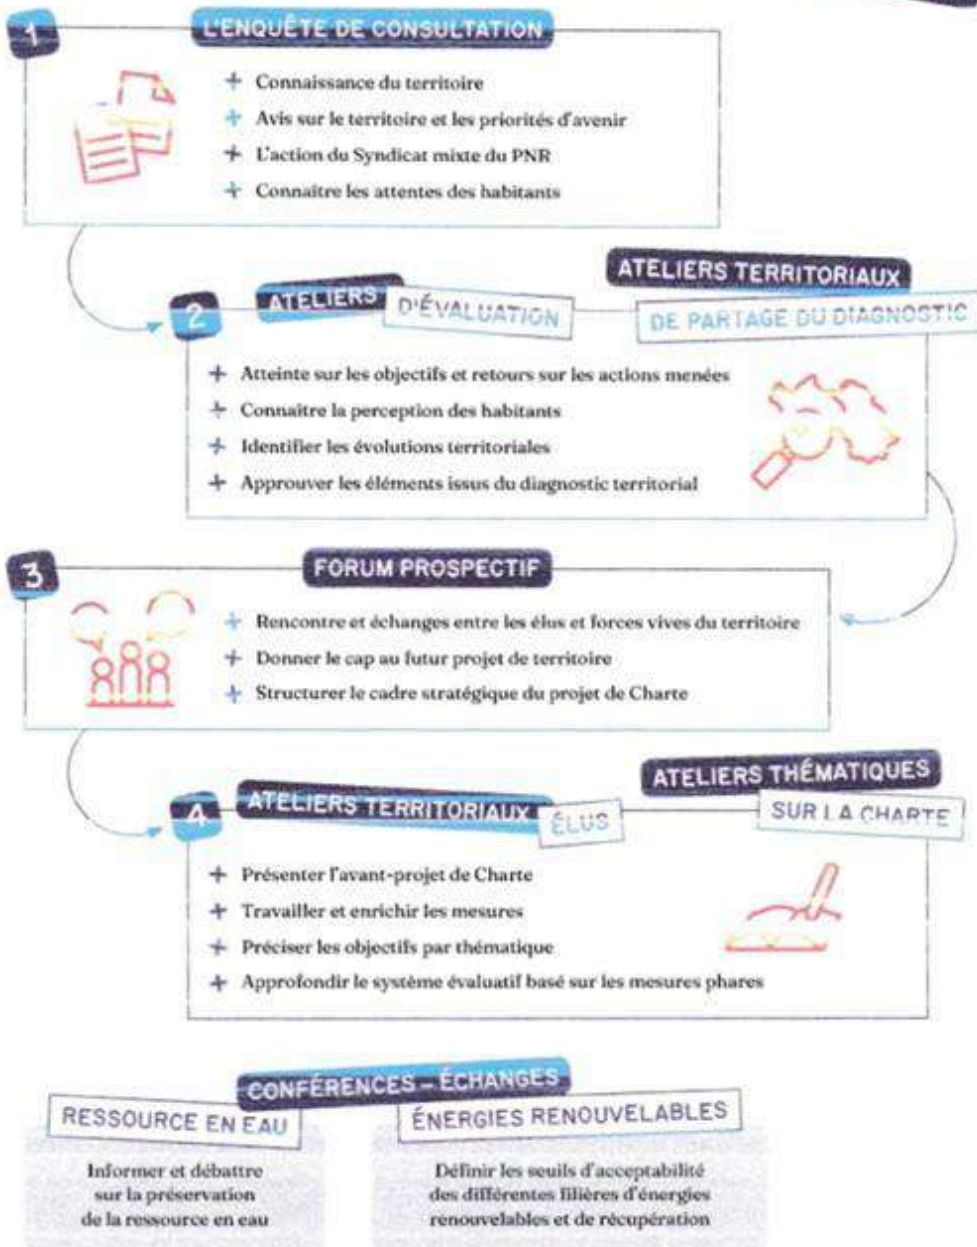 1
L'ENQUÊTE DE CONSULTATION
+ Connaissance du territoire
+ Avis sur le territoire et les priorités d'avenir
+ L'action du Syndicat mixte du PNR
+ Connaître les attentes des habitants
2
ATELIERS D'ÉVALUATION
ATELIERS TERRITORIAUX
DE PARTAGE DU DIAGNOSTIC
+ Atteinte sur les objectifs et retours sur les actions menées
+ Connaître la perception des habitants
+ Identifier les évolutions territoriales
+ Approuver les éléments issus du diagnostic territorial
3
FORUM PROSPECTIF
+ Rencontre et échanges entre les élus et forces vives du territoire
+ Donner le cap au futur projet de territoire
+ Structurer le cadre stratégique du projet de Charte
4
ATELIERS TERRITORIAUX ÉLUS
ATELIERS THÉMATIQUES
SUR LA CHARTE
+ Présenter l'avant-projet de Charte
+ Travailler et enrichir les mesures
+ Préciser les objectifs par thématique
+ Approfondir le système évaluatif basé sur les mesures phares
CONFÉRENCES – ÉCHANGES
RESSOURCE EN EAU
Informer et débattre
sur la préservation
de la ressource en eau
ÉNERGIES RENOUVELABLES
Définir les seuils d'acceptabilité
des différentes filières d'énergies
renouvelables et de récupération